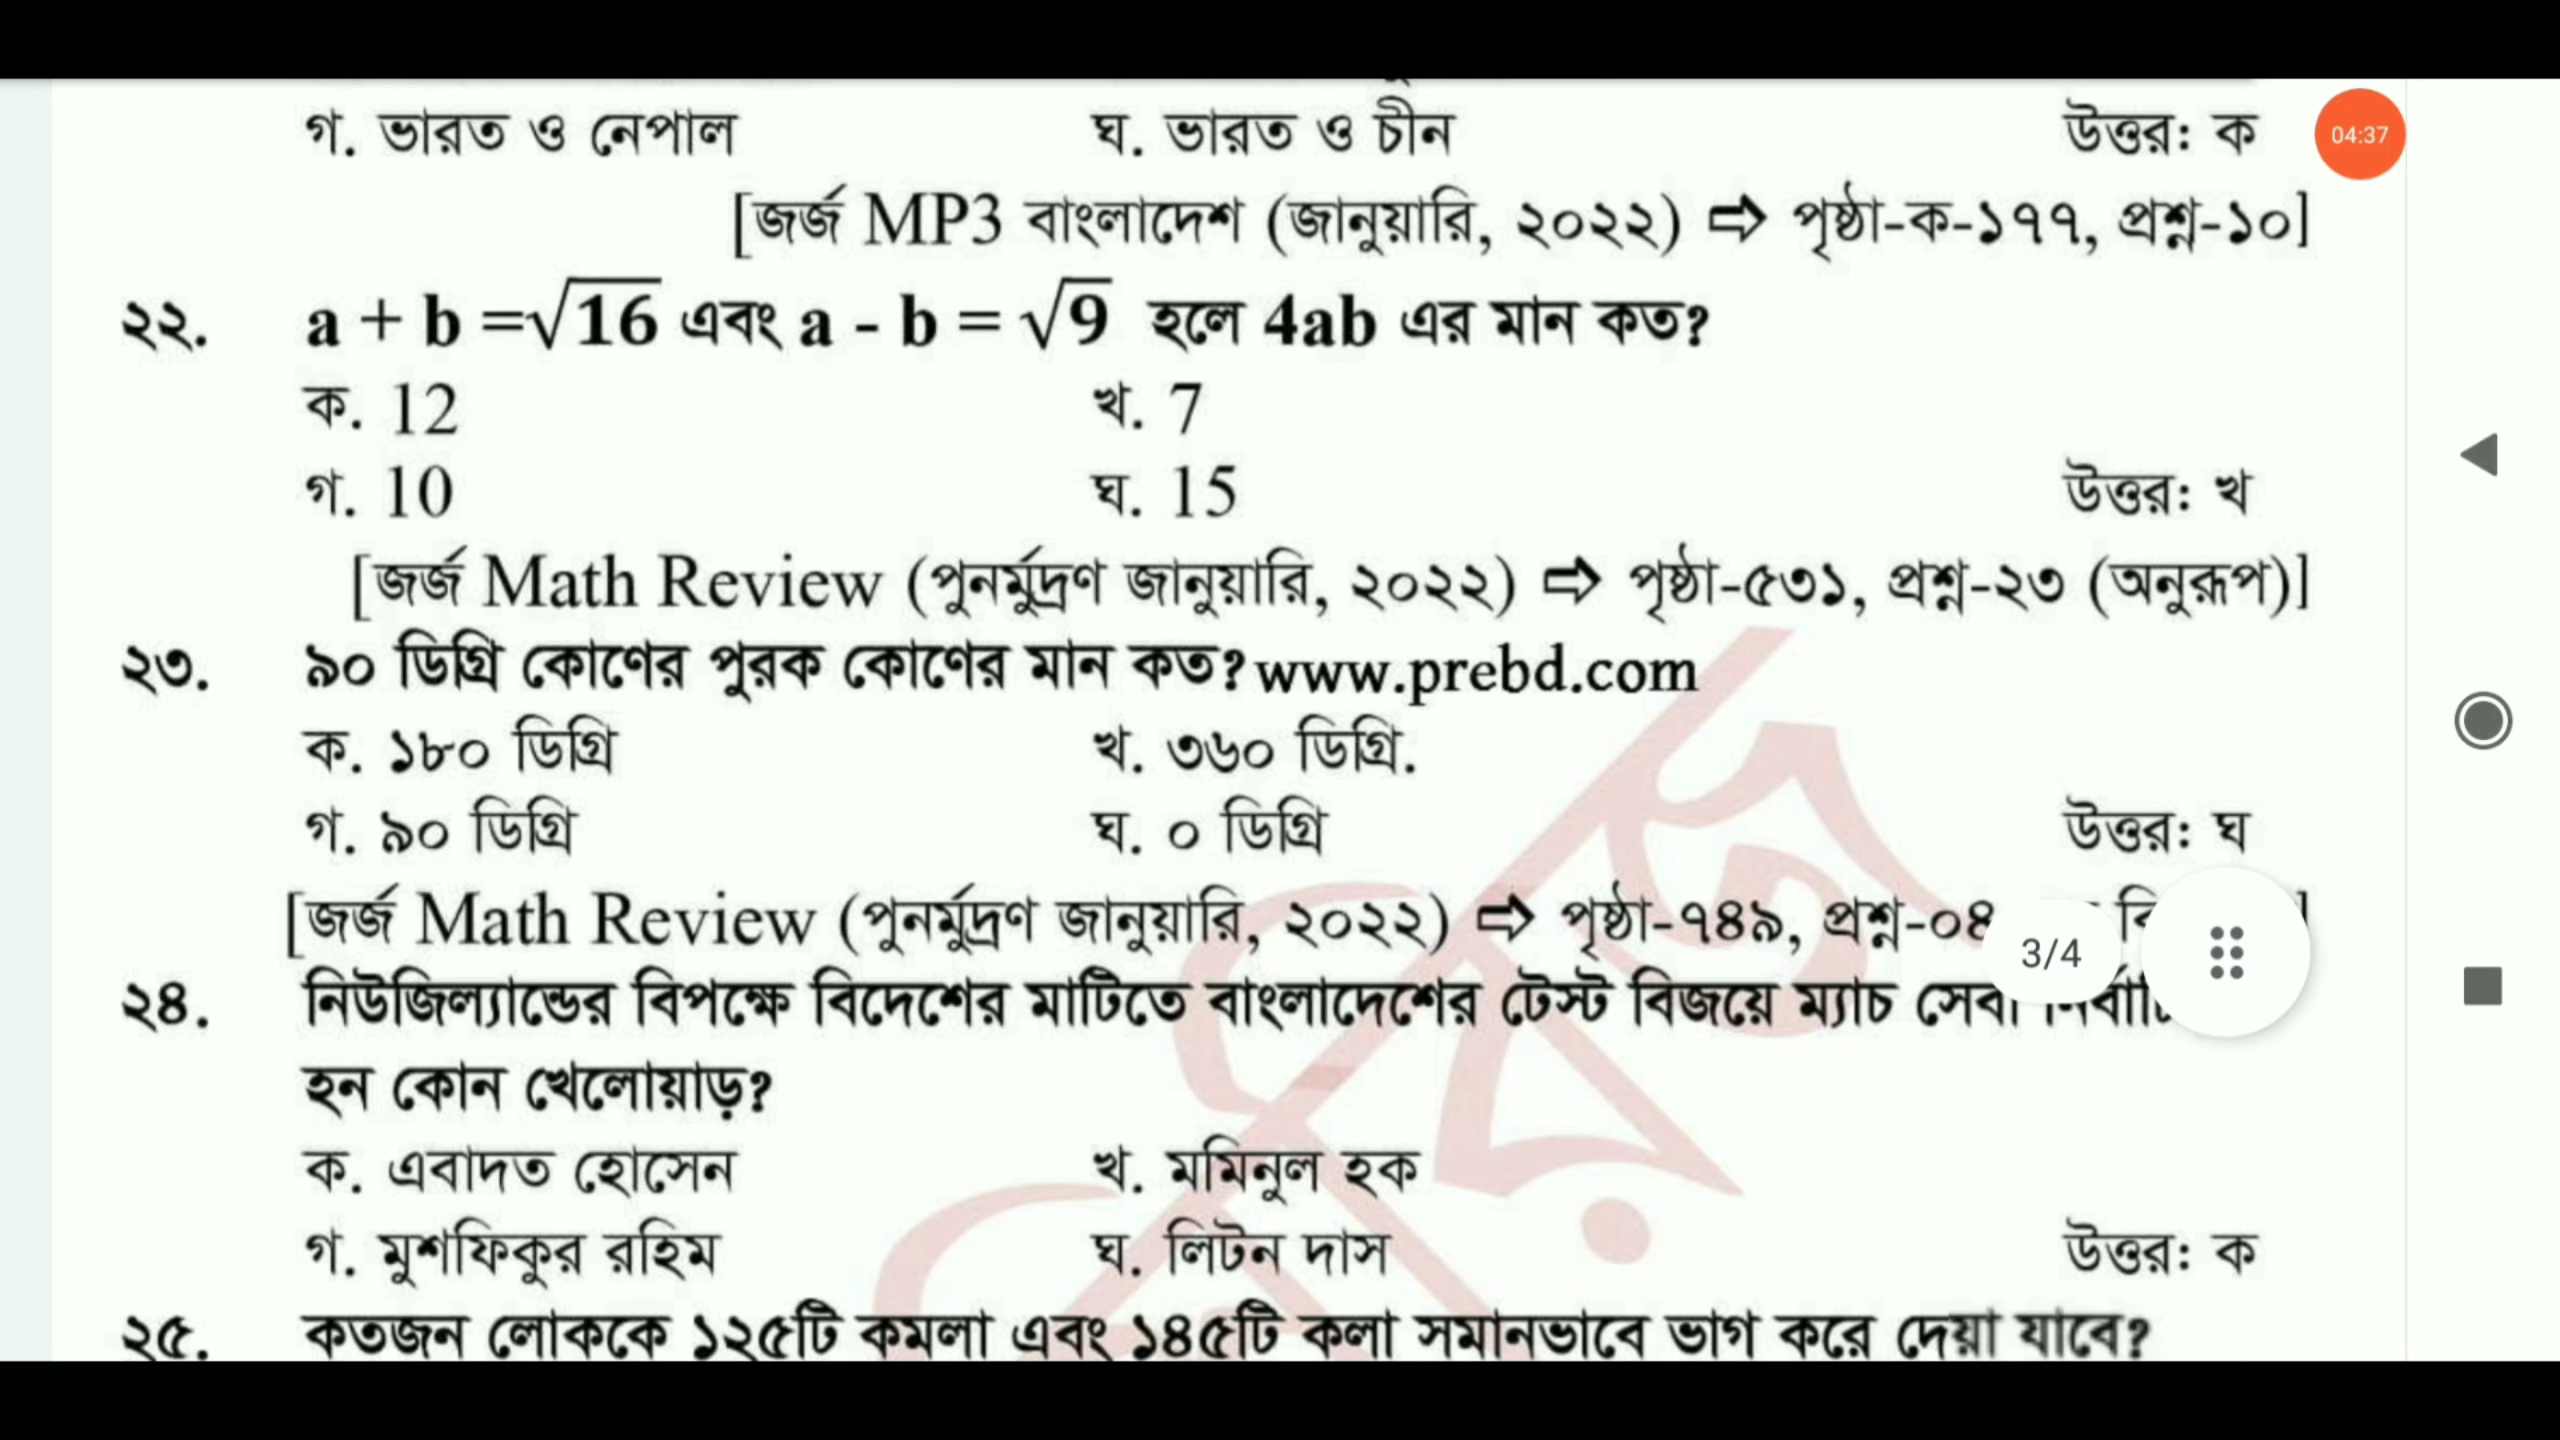 গ. ভারত ও নেপাল ঘ. ভারত ও চীন উত্তর: ক
04:37
[জর্জ MP3 বাংলাদেশ (জানুয়ারি, ২০২২) ⇨ পৃষ্ঠা-ক-১৭৭, প্রশ্ন-১০]
২২. a + b =√16 এবং a - b = √9 হলে 4ab এর মান কত?
ক. 12 খ. 7
গ. 10 ঘ. 15 উত্তর: খ
[জর্জ Math Review (পুনর্মুদ্রণ জানুয়ারি, ২০২২) ⇨ পৃষ্ঠা-৫৩১, প্রশ্ন-২৩ (অনুরূপ)]
২৩. ৯০ ডিগ্রি কোণের পুরক কোণের মান কত? www.prebd.com
ক. ১৮০ ডিগ্রি খ. ৩৬০ ডিগ্রি.
গ. ৯০ ডিগ্রি ঘ. ০ ডিগ্রি উত্তর: ঘ
[জর্জ Math Review (পুনর্মুদ্রণ জানুয়ারি, ২০২২) ⇨ পৃষ্ঠা-৭৪৯, প্রশ্ন-০৪
3/4
২৪. নিউজিল্যান্ডের বিপক্ষে বিদেশের মাটিতে বাংলাদেশের টেস্ট বিজয়ে ম্যাচ সেরা
হন কোন খেলোয়াড়?
ক. এবাদত হোসেন খ. মমিনুল হক
গ. মুশফিকুর রহিম ঘ. লিটন দাস উত্তর: ক
২৫. কতজন লোককে ১২৫টি কমলা এবং ১৪৫টি কলা সমানভাবে ভাগ করে দেয়া যাবে?